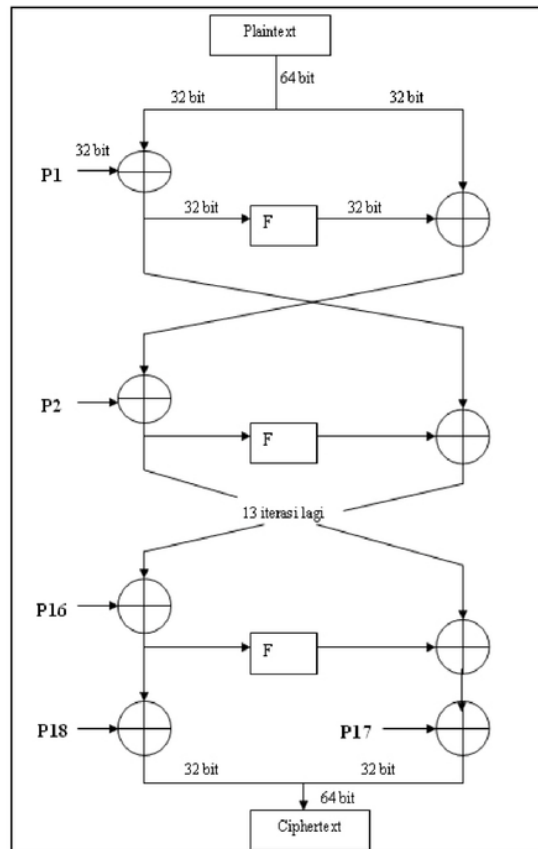 Plaintext
64 bit
32 bit
32 bit
32 bit
P1
32 bit
F
32 bit
P2
F
13 iterasi lagi
P16
F
P18
P17
32 bit
32 bit
64 bit
Ciphertext